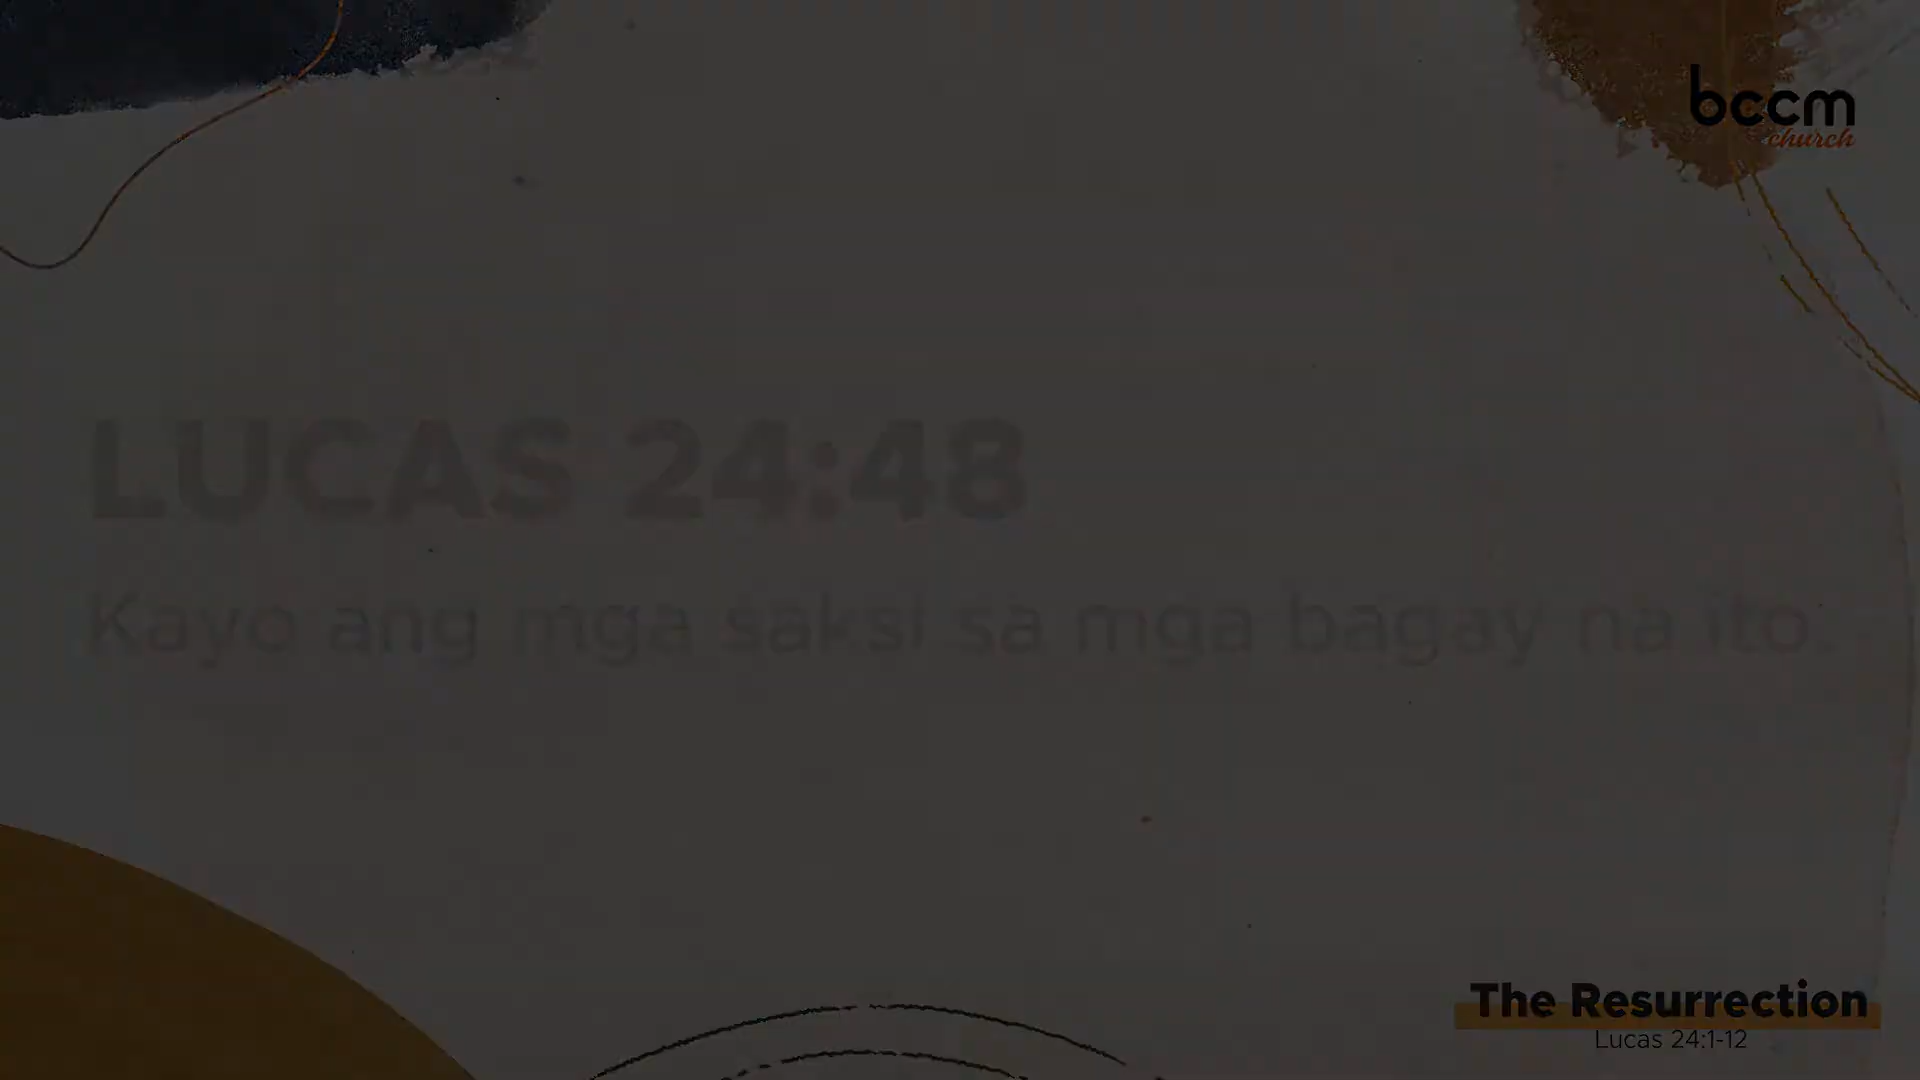 bccm
church
LUCAS 24:48
Kayo ang mga saksi sa mga bagay na ito.
The Resurrection
Lucas 24:1-12